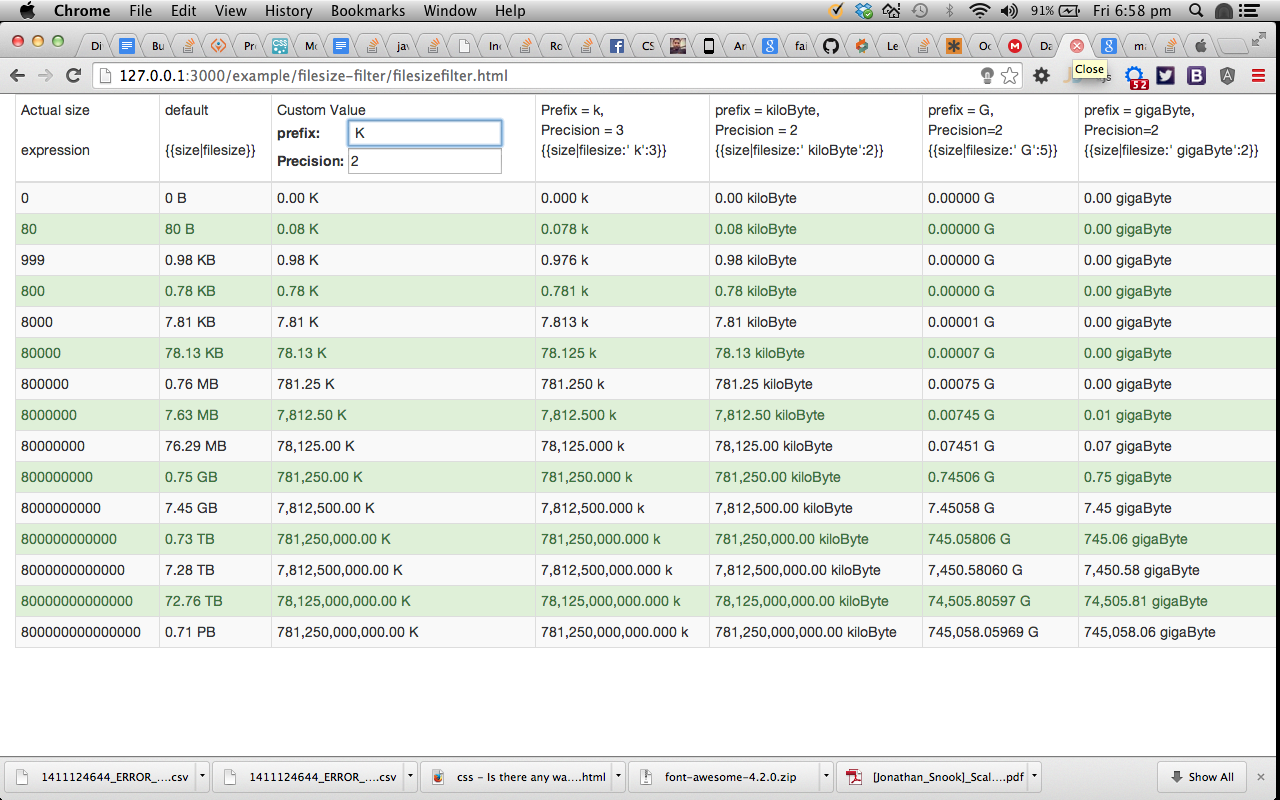 Chrome File Edit View History Bookmarks Window Help 91% Fri 6:58 pm
Di Bu Pr Mc jav In Ro CS Ar fai Le Oc Da m
127.0.0.1:3000/example/filesize-filter/filesizefilter.html 52
Close
Actual size default Custom Value Prefix = k, prefix = kiloByte, prefix = G, prefix = gigaByte,
prefix: K Precision = 3 Precision = 2 Precision=2 Precision=2
expression {{size|filesize}} Precision: 2 {{size|filesize:' k':3}} {{size|filesize:' kiloByte':2}} {{size|filesize:' G':5}} {{size|filesize:' gigaByte':2}}
0 0 B 0.00 K 0.000 k 0.00 kiloByte 0.00000 G 0.00 gigaByte
80 80 B 0.08 K 0.078 k 0.08 kiloByte 0.00000 G 0.00 gigaByte
999 0.98 KB 0.98 K 0.976 k 0.98 kiloByte 0.00000 G 0.00 gigaByte
800 0.78 KB 0.78 K 0.781 k 0.78 kiloByte 0.00000 G 0.00 gigaByte
8000 7.81 KB 7.81 K 7.813 k 7.81 kiloByte 0.00001 G 0.00 gigaByte
80000 78.13 KB 78.13 K 78.125 k 78.13 kiloByte 0.00007 G 0.00 gigaByte
800000 0.76 MB 781.25 K 781.250 k 781.25 kiloByte 0.00075 G 0.00 gigaByte
8000000 7.63 MB 7,812.50 K 7,812.500 k 7,812.50 kiloByte 0.00745 G 0.01 gigaByte
80000000 76.29 MB 78,125.00 K 78,125.000 k 78,125.00 kiloByte 0.07451 G 0.07 gigaByte
800000000 0.75 GB 781,250.00 K 781,250.000 k 781,250.00 kiloByte 0.74506 G 0.75 gigaByte
8000000000 7.45 GB 7,812,500.00 K 7,812,500.000 k 7,812,500.00 kiloByte 7.45058 G 7.45 gigaByte
800000000000 0.73 TB 781,250,000.00 K 781,250,000.000 k 781,250,000.00 kiloByte 745.05806 G 745.06 gigaByte
8000000000000 7.28 TB 7,812,500,000.00 K 7,812,500,000.000 k 7,812,500,000.00 kiloByte 7,450.58060 G 7,450.58 gigaByte
80000000000000 72.76 TB 78,125,000,000.00 K 78,125,000,000.000 k 78,125,000,000.00 kiloByte 74,505.80597 G 74,505.81 gigaByte
800000000000000 0.71 PB 781,250,000,000.00 K 781,250,000,000.000 k 781,250,000,000.00 kiloByte 745,058.05969 G 745,058.06 gigaByte
1411124644_ERROR_....csv 1411124644_ERROR_....csv css - Is there any wa....html font-awesome-4.2.0.zip [Jonathan_Snook]_Scal....pdf Show All